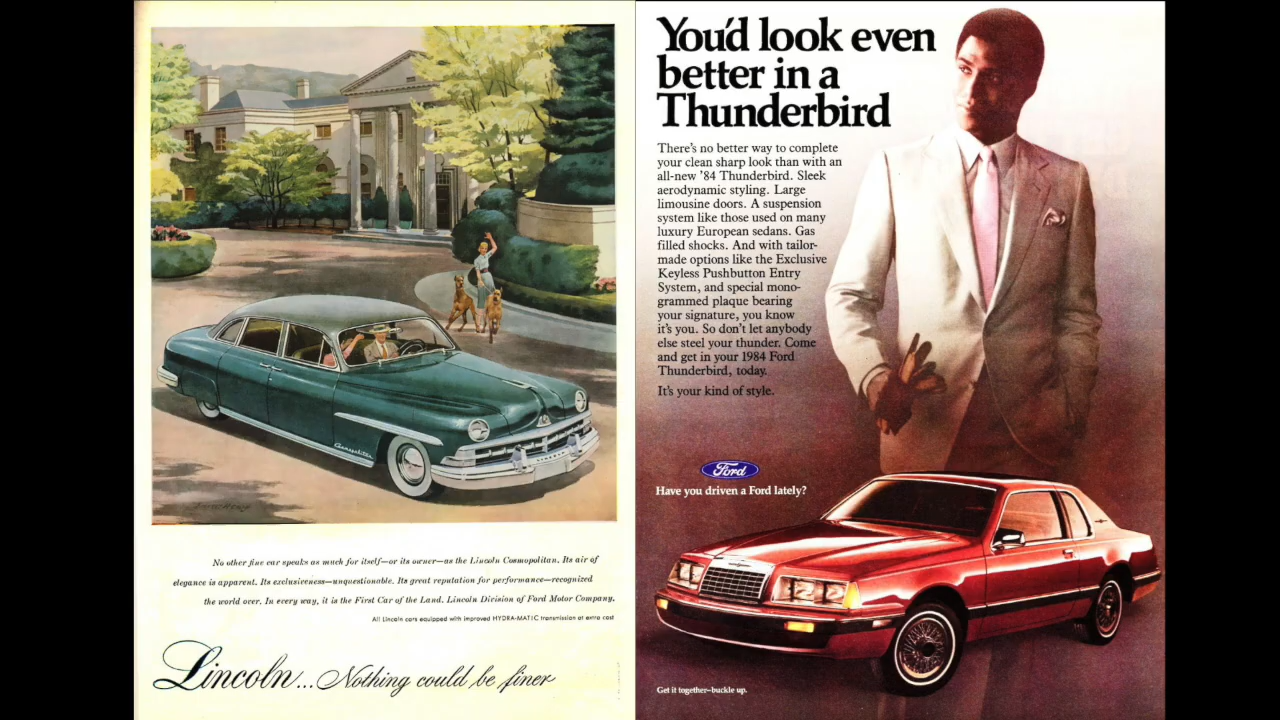 No other fine car speaks as much for itself—or its owner—as the Lincoln Cosmopolitan. Its air of
elegance is apparent. Its exclusiveness—unquestionable. Its great reputation for performance—recognized
the world over. In every way, it is the First Car of the Land. Lincoln Division of Ford Motor Company.
All Lincoln cars equipped with improved HYDRA-MATIC transmission at extra cost
Lincoln... Nothing could be finer
Cosmopolitan
You'd look even
better in a
Thunderbird
There's no better way to complete
your clean sharp look than with an
all-new '84 Thunderbird. Sleek
aerodynamic styling. Large
limousine doors. A suspension
system like those used on many
luxury European sedans. Gas
filled shocks. And with tailor-
made options like the Exclusive
Keyless Pushbutton Entry
System, and special mono-
grammed plaque bearing
your signature, you know
it's you. So don't let anybody
else steel your thunder. Come
and get in your 1984 Ford
Thunderbird, today.
It's your kind of style.
Ford
Have you driven a Ford lately?
Get it together–buckle up.